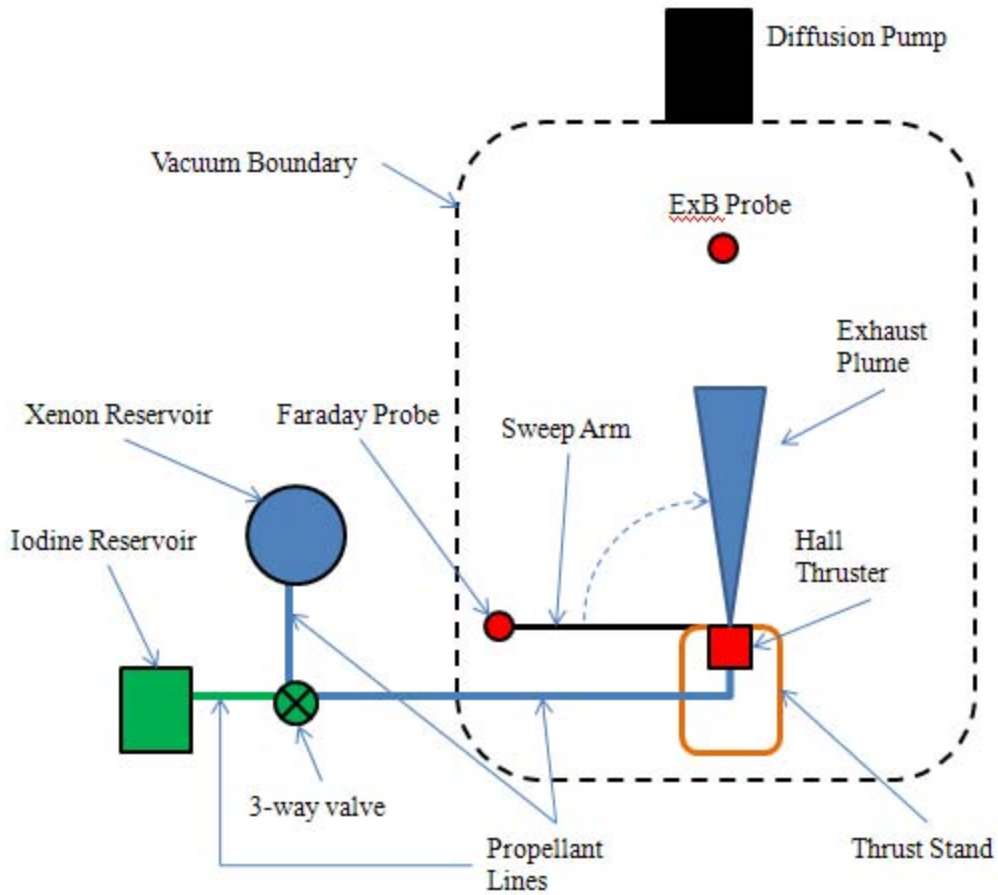 Diffusion Pump
Vacuum Boundary
ExB Probe
Exhaust
Plume
Xenon Reservoir
Faraday Probe
Sweep Arm
Iodine Reservoir
Hall
Thruster
3-way valve
Propellant
Lines
Thrust Stand